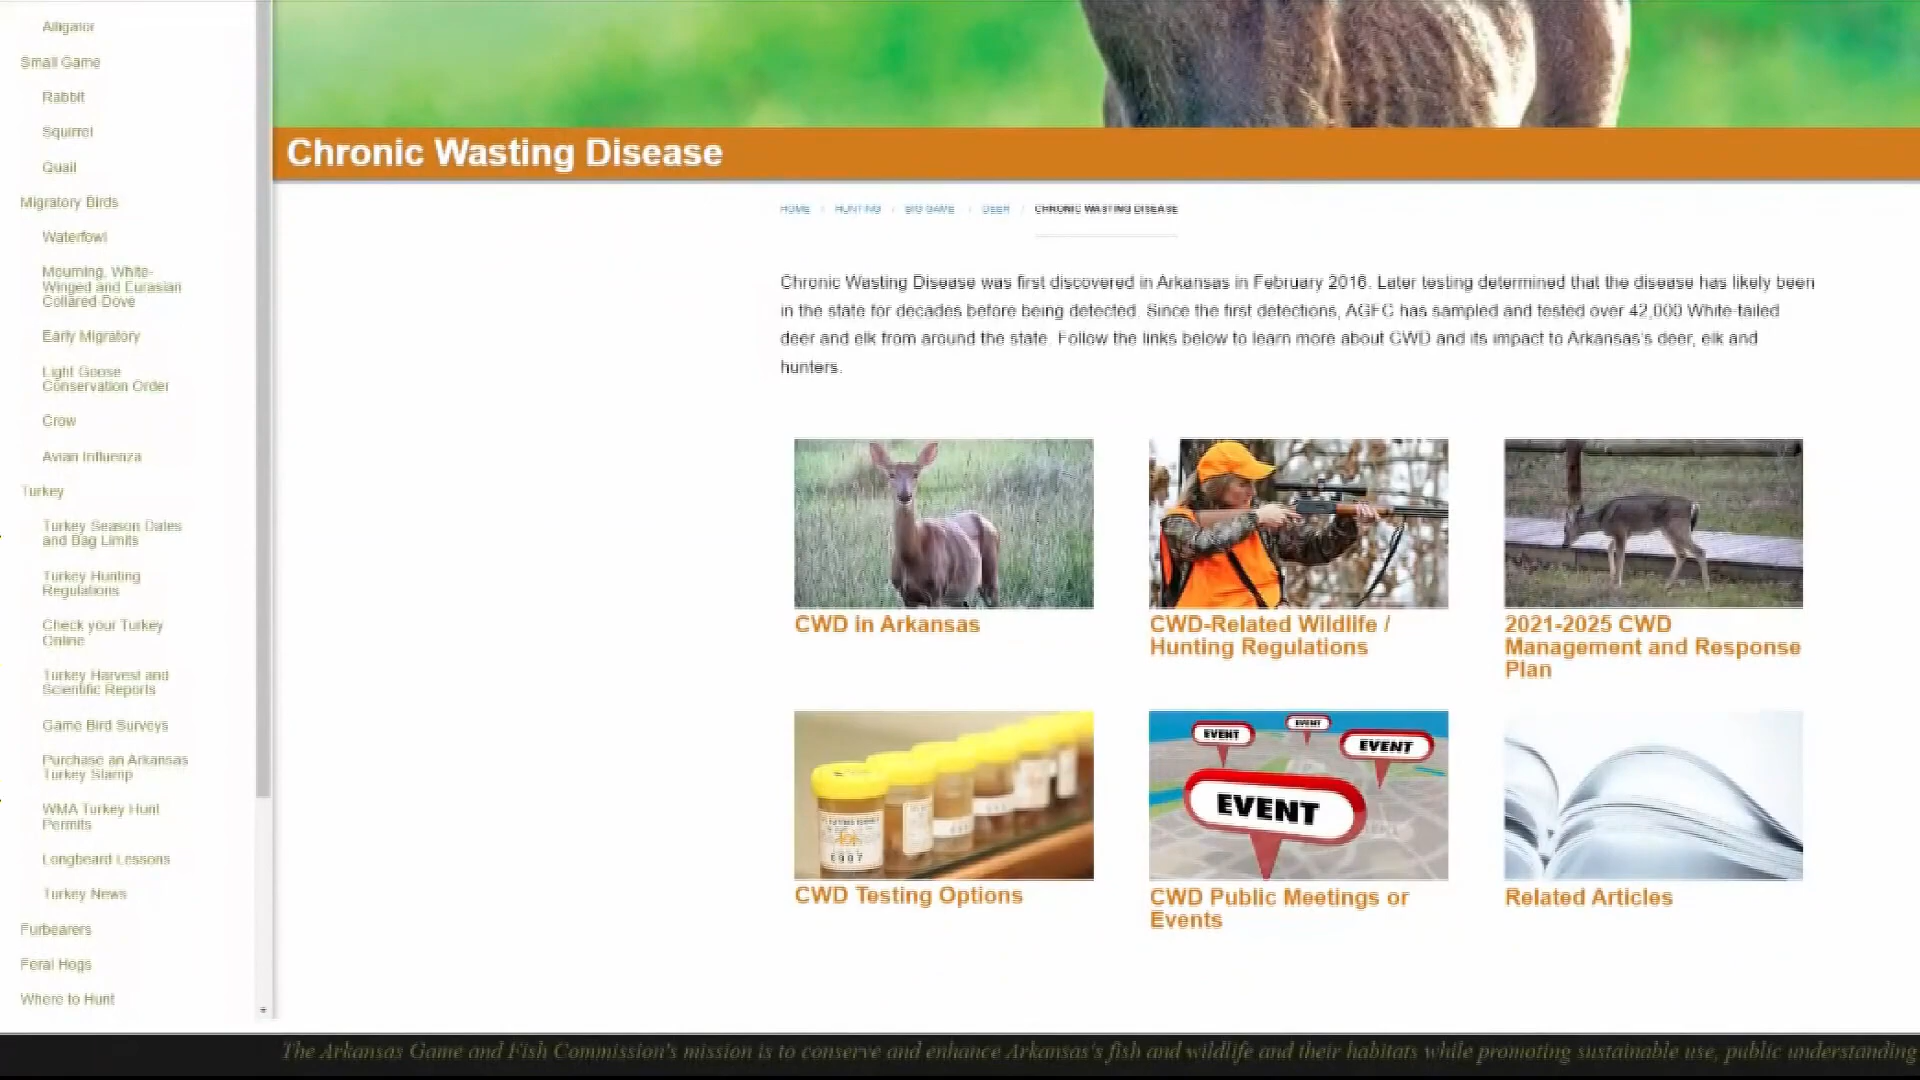 Alligator
Small Game
Rabbit
Squirrel
Quail
Migratory Birds
Waterfowl
Mourning, White-
Winged and Eurasian
Collared-Dove
Early Migratory
Light Goose
Conservation Order
Crow
Avian Influenza
Turkey
Turkey Season Dates
and Bag Limits
Turkey Hunting
Regulations
Check your Turkey
Online
Turkey Harvest and
Scientific Reports
Game Bird Surveys
Purchase an Arkansas
Turkey Stamp
WMA Turkey Hunt
Permits
Longbeard Lessons
Turkey News
Furbearers
Feral Hogs
Where to Hunt
Chronic Wasting Disease
HOME / HUNTING / BIG GAME / DEER / CHRONIC WASTING DISEASE
Chronic Wasting Disease was first discovered in Arkansas in February 2016. Later testing determined that the disease has likely been
in the state for decades before being detected. Since the first detections, AGFC has sampled and tested over 42,000 White-tailed
deer and elk from around the state. Follow the links below to learn more about CWD and its impact to Arkansas's deer, elk and
hunters.
CWD in Arkansas
CWD-Related Wildlife /
Hunting Regulations
2021-2025 CWD
Management and Response
Plan
EVENT
EVENT
EVENT
EVENT
CWD Testing Options
CWD Public Meetings or
Events
Related Articles
The Arkansas Game and Fish Commission's mission is to conserve and enhance Arkansas's fish and wildlife and their habitats while promoting sustainable use, public understanding